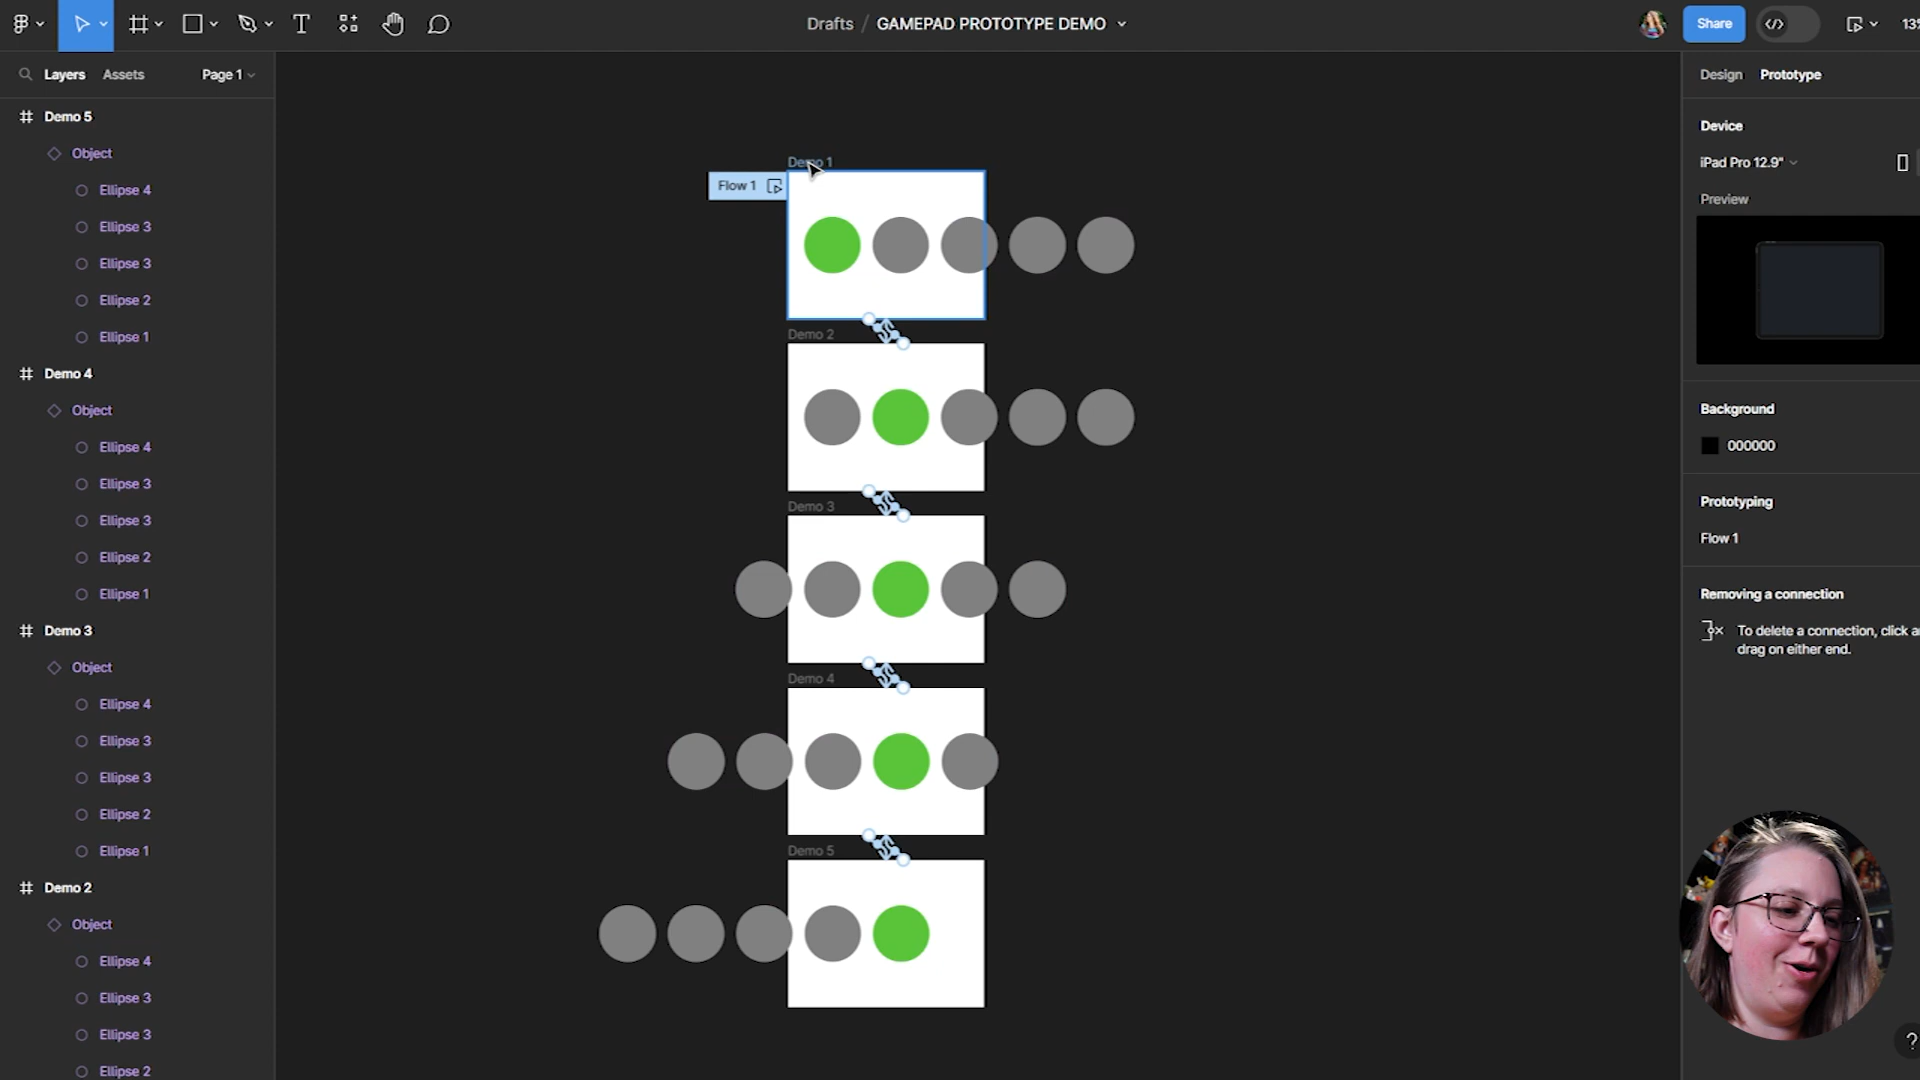 Drafts / GAMEPAD PROTOTYPE DEMO
Share
13%
Layers Assets Page 1
Demo 5
Object
Ellipse 4
Ellipse 3
Ellipse 3
Ellipse 2
Ellipse 1
Demo 4
Object
Ellipse 4
Ellipse 3
Ellipse 3
Ellipse 2
Ellipse 1
Demo 3
Object
Ellipse 4
Ellipse 3
Ellipse 3
Ellipse 2
Ellipse 1
Demo 2
Object
Ellipse 4
Ellipse 3
Ellipse 3
Ellipse 2
Demo 1
Flow 1
Demo 2
Demo 3
Demo 4
Demo 5
Design Prototype
Device
iPad Pro 12.9"
Preview
Background
000000
Prototyping
Flow 1
Removing a connection
To delete a connection, click
drag on either end.
?